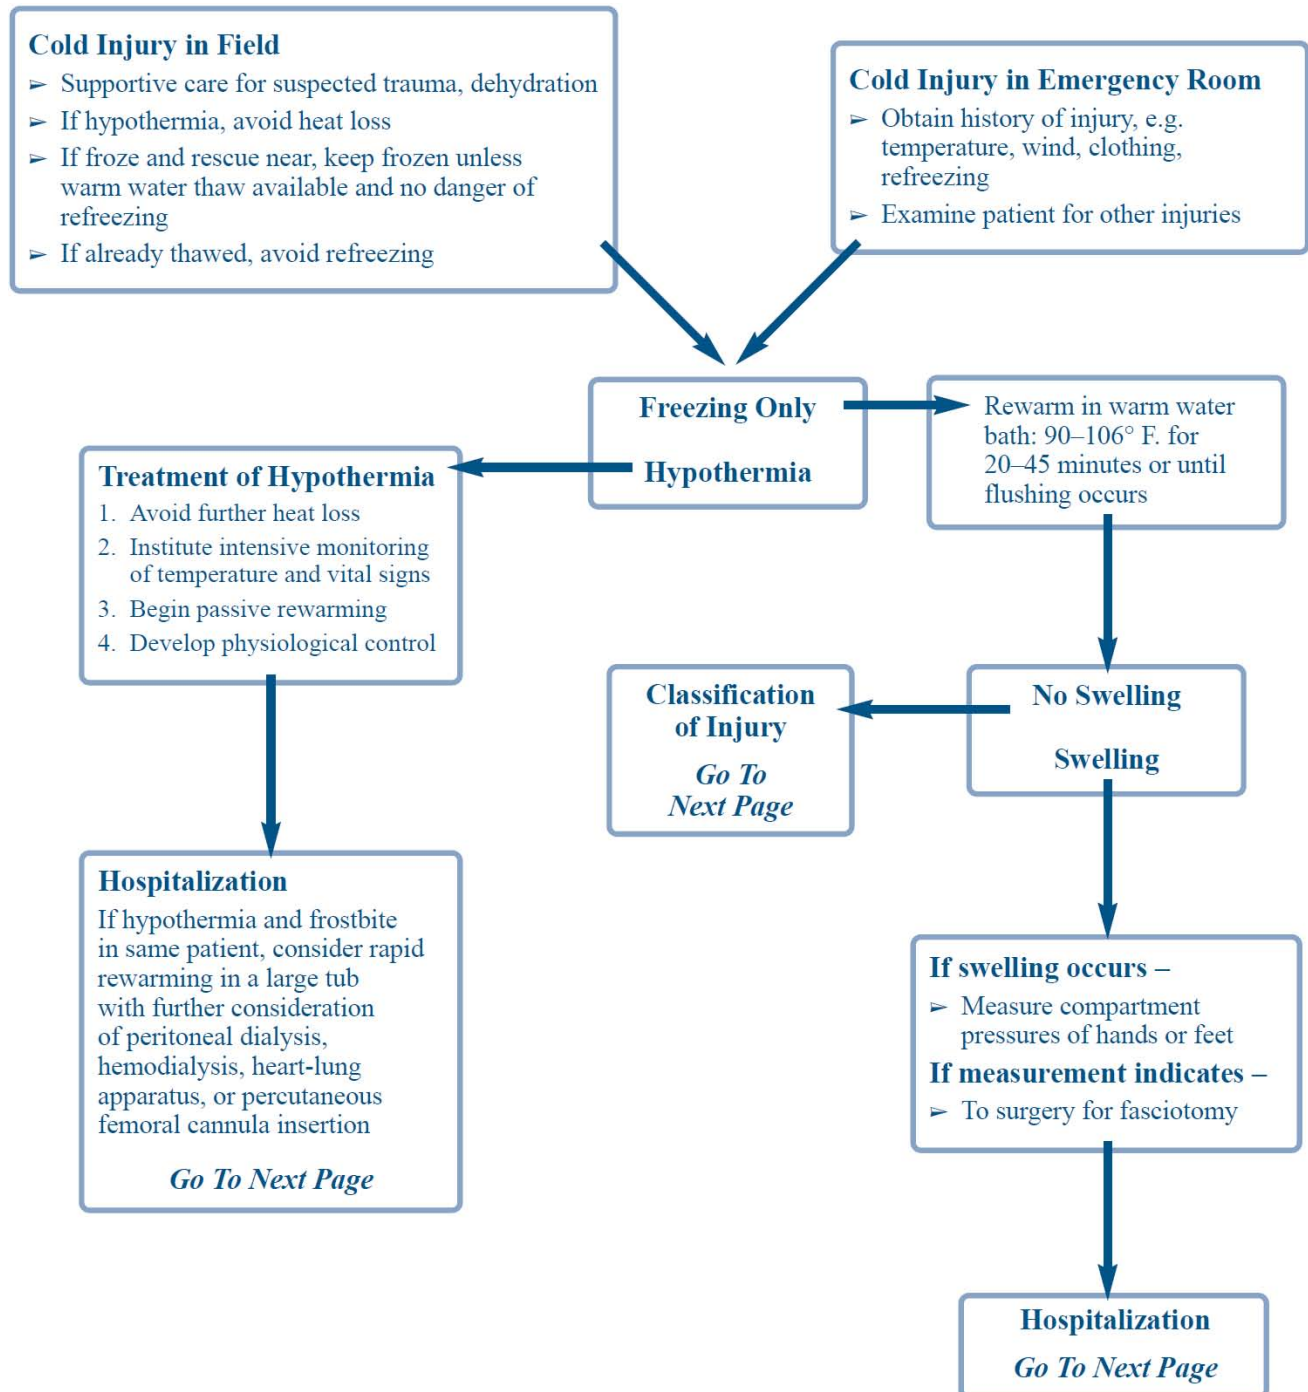 Cold Injury in Field
➢ Supportive care for suspected trauma, dehydration
➢ If hypothermia, avoid heat loss
➢ If froze and rescue near, keep frozen unless
warm water thaw available and no danger of
refreezing
➢ If already thawed, avoid refreezing
Cold Injury in Emergency Room
➢ Obtain history of injury, e.g.
temperature, wind, clothing,
refreezing
➢ Examine patient for other injuries
Freezing Only
Hypothermia
Rewarm in warm water
bath: 90–106° F. for
20–45 minutes or until
flushing occurs
Treatment of Hypothermia
1. Avoid further heat loss
2. Institute intensive monitoring
of temperature and vital signs
3. Begin passive rewarming
4. Develop physiological control
Classification
of Injury
Go To
Next Page
No Swelling
Swelling
Hospitalization
If hypothermia and frostbite
in same patient, consider rapid
rewarming in a large tub
with further consideration
of peritoneal dialysis,
hemodialysis, heart-lung
apparatus, or percutaneous
femoral cannula insertion
Go To Next Page
If swelling occurs –
➢ Measure compartment
pressures of hands or feet
If measurement indicates –
➢ To surgery for fasciotomy
Hospitalization
Go To Next Page